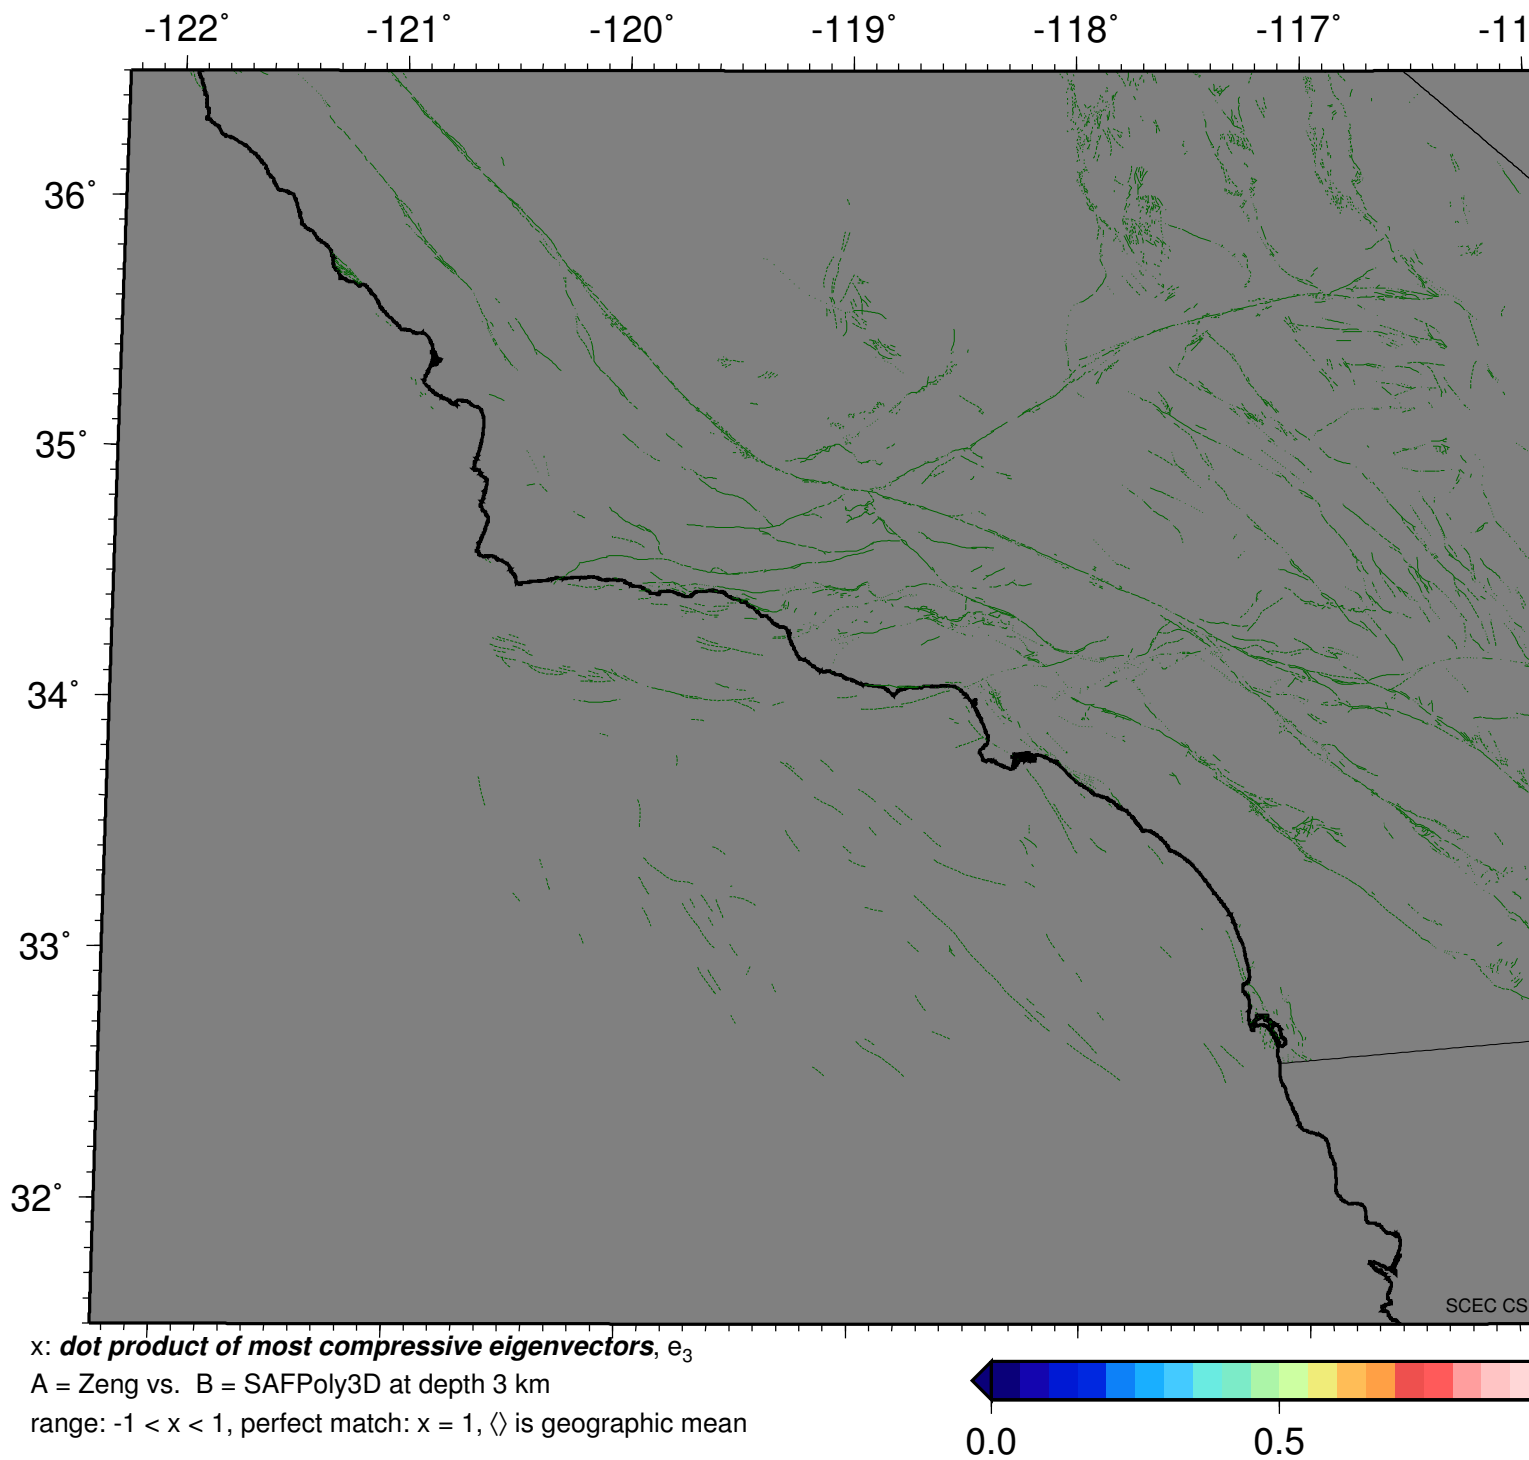 -122° -121° -120° -119° -118° -117° -11
36°
35°
34°
33°
32°
SCEC CS
x: dot product of most compressive eigenvectors, e3
A = Zeng vs. B = SAFPoly3D at depth 3 km
range: -1 < x < 1, perfect match: x = 1, ⟨⟩ is geographic mean
0.0 0.5